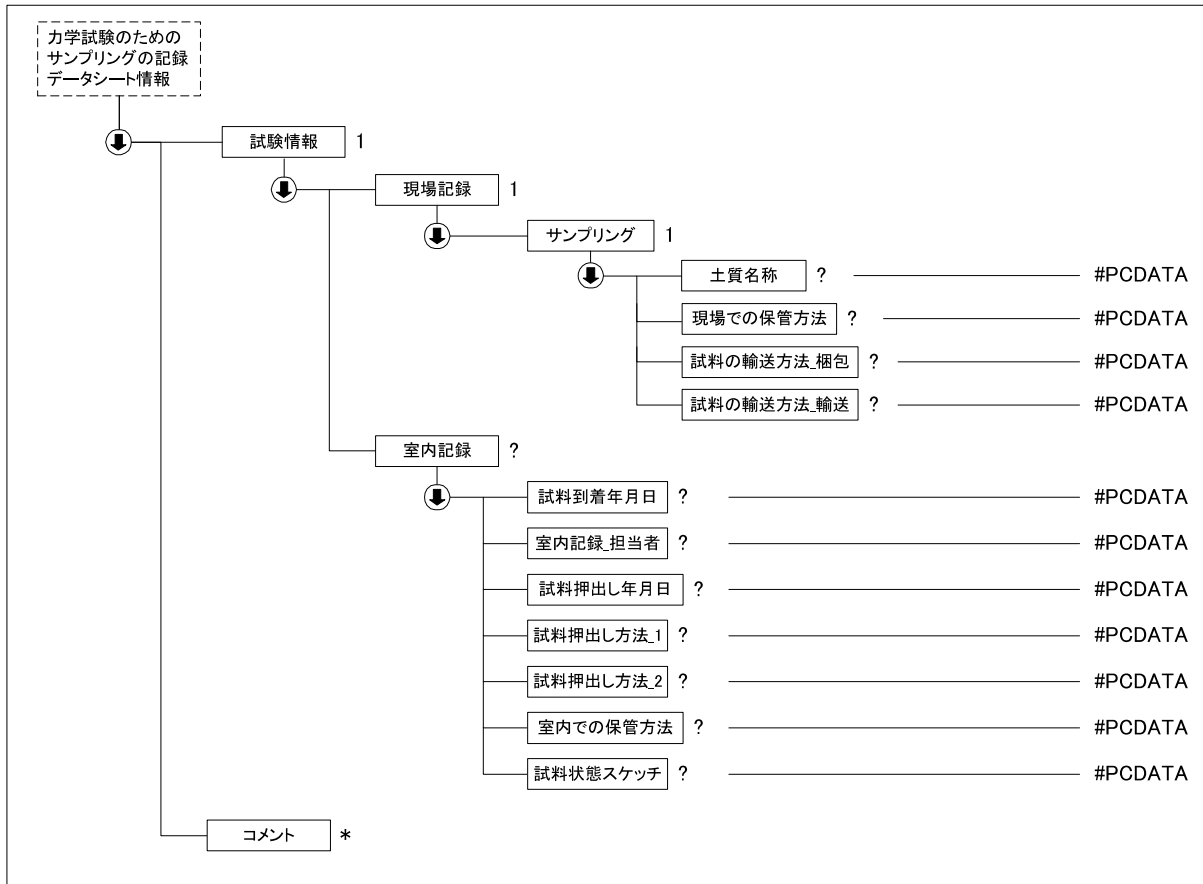 力学試験のための
サンプリングの記録
データシート情報
試験情報 1
現場記録 1
サンプリング 1
土質名称 ? #PCDATA
現場での保管方法 ? #PCDATA
試料の輸送方法_梱包 ? #PCDATA
試料の輸送方法_輸送 ? #PCDATA
室内記録 ?
試料到着年月日 ? #PCDATA
室内記録_担当者 ? #PCDATA
試料押出し年月日 ? #PCDATA
試料押出し方法_1 ? #PCDATA
試料押出し方法_2 ? #PCDATA
室内での保管方法 ? #PCDATA
試料状態スケッチ ? #PCDATA
コメント *